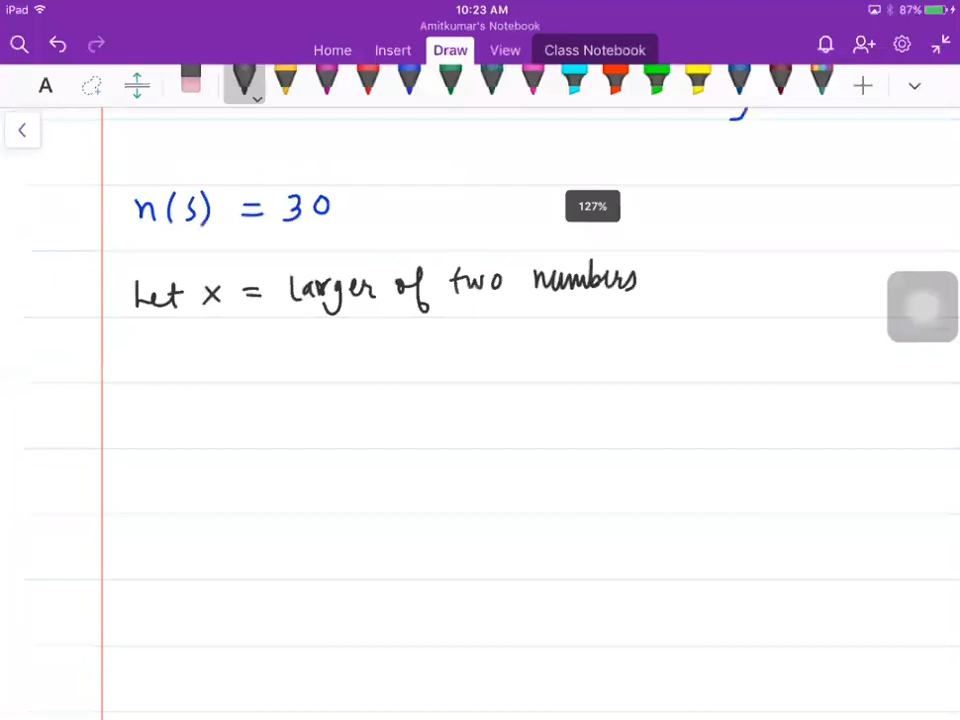 iPad 10:23 AM 87%
Amitkumar's Notebook
Home Insert Draw View Class Notebook
A
n(s) = 30
127%
Let x = larger of two numbers